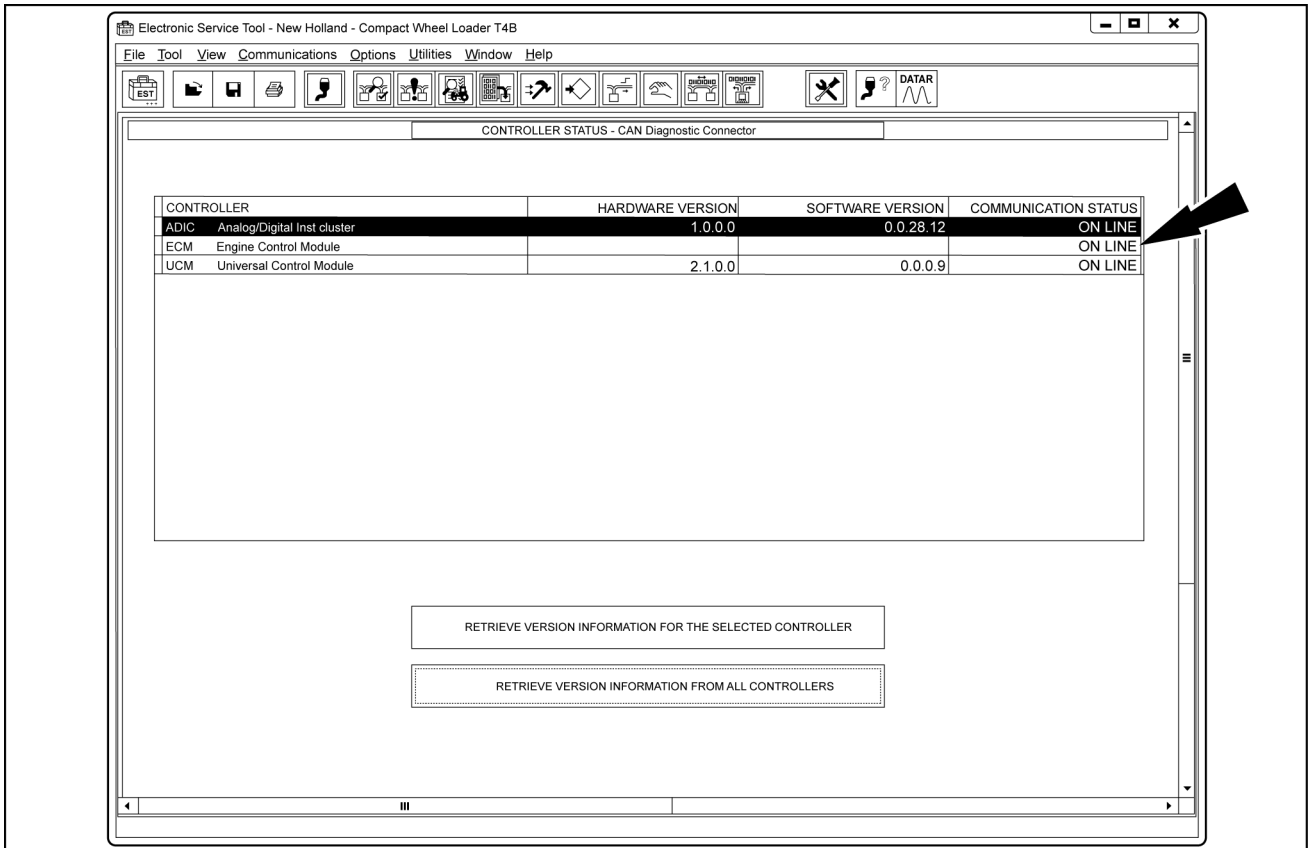 EST Electronic Service Tool - New Holland - Compact Wheel Loader T4B
File Tool View Communications Options Utilities Window Help
EST DATAR
CONTROLLER STATUS - CAN Diagnostic Connector
CONTROLLER HARDWARE VERSION SOFTWARE VERSION COMMUNICATION STATUS
ADIC Analog/Digital Inst cluster 1.0.0.0 0.0.28.12 ON LINE
ECM Engine Control Module ON LINE
UCM Universal Control Module 2.1.0.0 0.0.0.9 ON LINE
RETRIEVE VERSION INFORMATION FOR THE SELECTED CONTROLLER
RETRIEVE VERSION INFORMATION FROM ALL CONTROLLERS